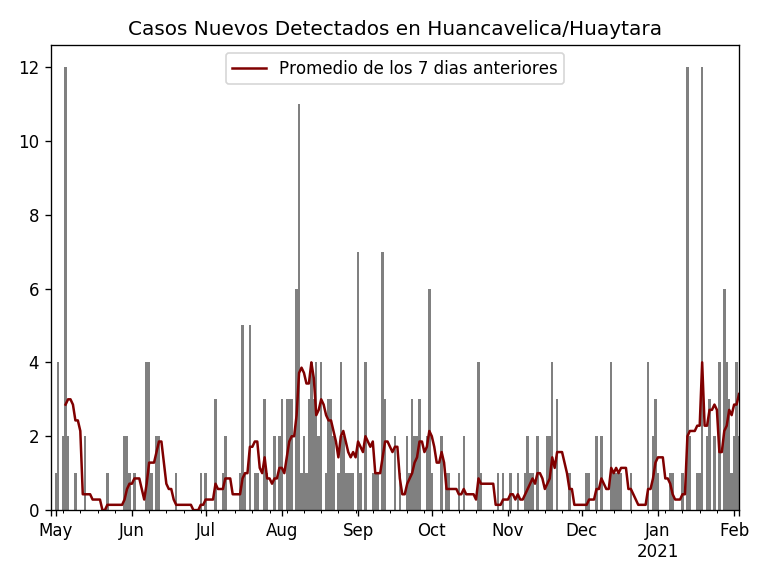 Casos Nuevos Detectados en Huancavelica/Huaytara
Promedio de los 7 dias anteriores
12
10
8
6
4
2
0
May Jun Jul Aug Sep Oct Nov Dec Jan Feb
2021